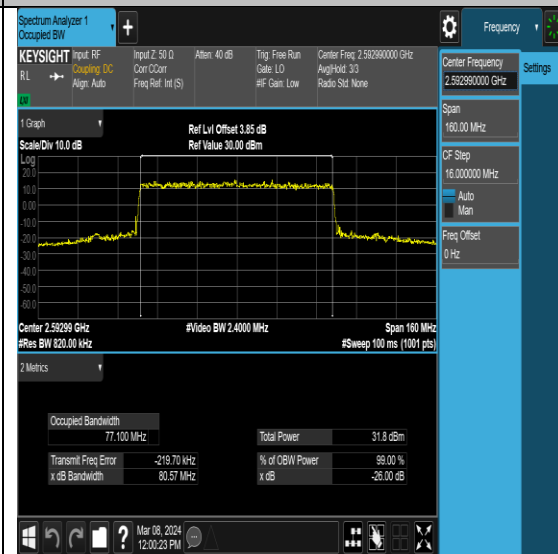 Spectrum Analyzer 1
Occupied BW
Frequency
KEYSIGHT
Input: RF
Input Z: 50 Ω
Atten: 40 dB
Trig: Free Run
Center Freq: 2.592990000 GHz
RL
Coupling: DC
Corr CCorr
Gate: LO
Avg|Hold: 3/3
Align: Auto
Freq Ref: Int (S)
#IF Gain: Low
Radio Std: None
Center Frequency
2.592990000 GHz
Settings
Span
160.00 MHz
CF Step
16.000000 MHz
Auto
Man
Freq Offset
0 Hz
1 Graph
Ref Lvl Offset 3.85 dB
Scale/Div 10.0 dB
Ref Value 30.00 dBm
Log
20.0
10.0
0.00
-10.0
-20.0
-30.0
-40.0
-50.0
-60.0
Center 2.59299 GHz
#Video BW 2.4000 MHz
Span 160 MHz
#Res BW 820.00 kHz
#Sweep 100 ms (1001 pts)
2 Metrics
Occupied Bandwidth
77.100 MHz
Total Power
31.8 dBm
Transmit Freq Error
-219.70 kHz
% of OBW Power
99.00 %
x dB Bandwidth
80.57 MHz
x dB
-26.00 dB
Mar 08, 2024
12:00:23 PM